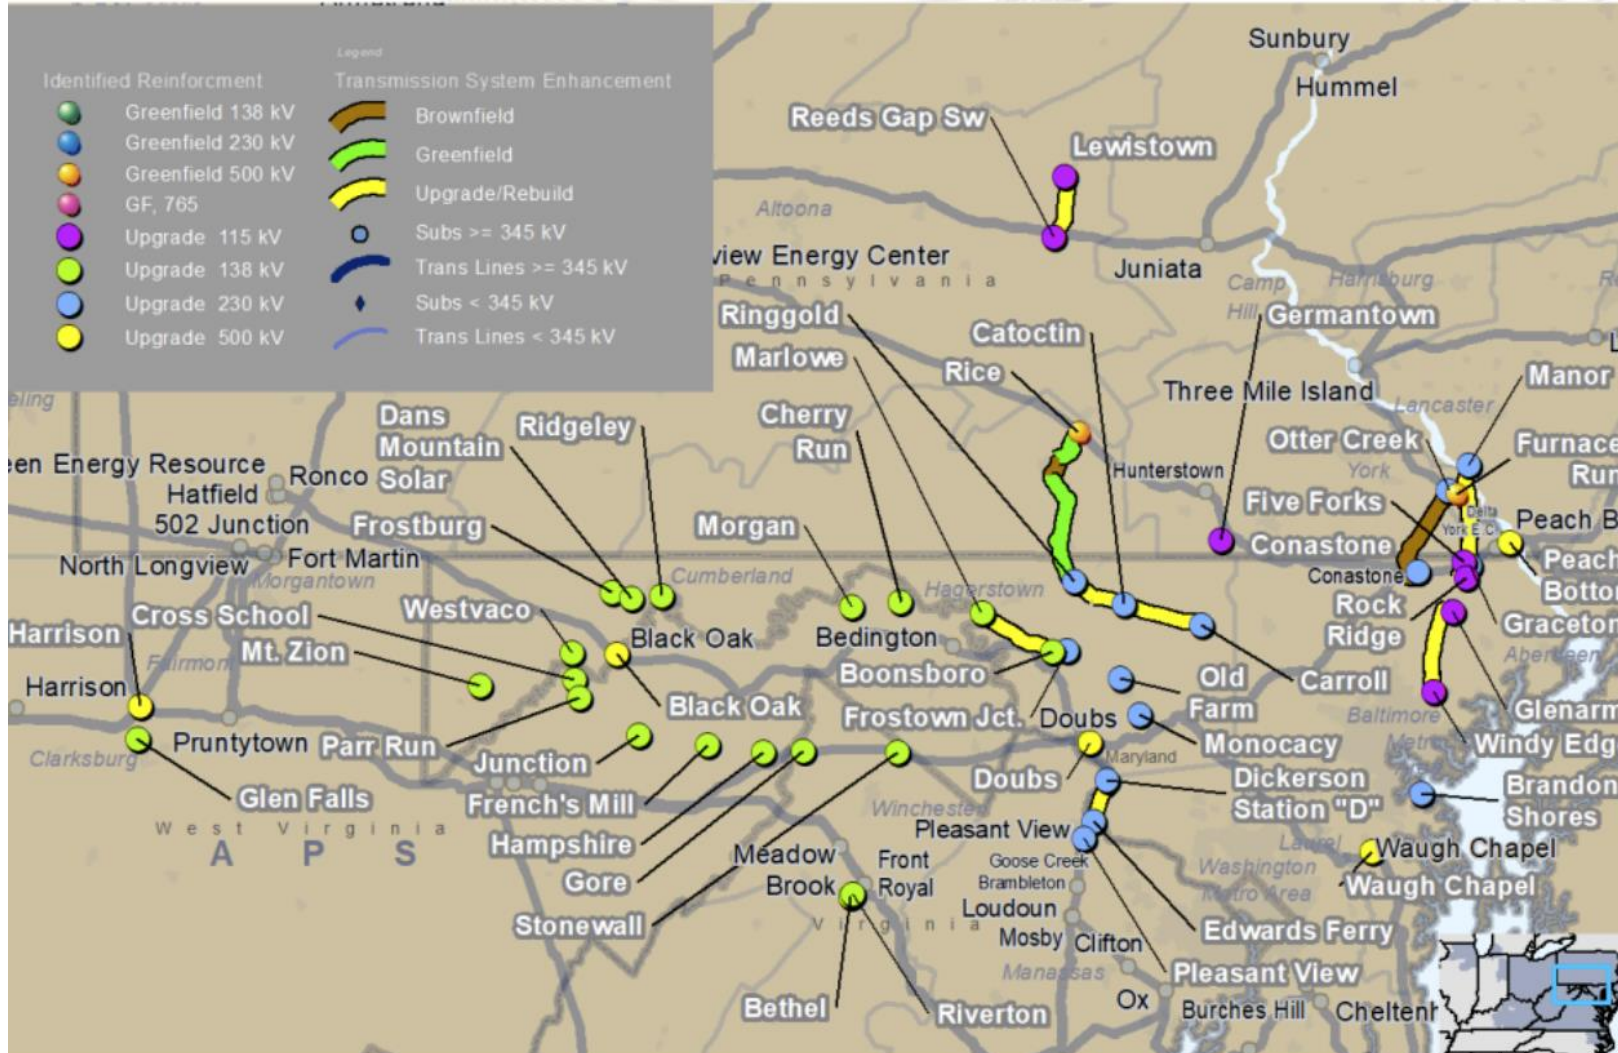 Legend
Identified Reinforcment
Transmission System Enhancement
Greenfield 138 kV
Greenfield 230 kV
Greenfield 500 kV
GF, 765
Upgrade 115 kV
Upgrade 138 kV
Upgrade 230 kV
Upgrade 500 kV
Brownfield
Greenfield
Upgrade/Rebuild
Subs >= 345 kV
Trans Lines >= 345 kV
Subs < 345 kV
Trans Lines < 345 kV
Sunbury
Hummel
Reeds Gap Sw
Lewistown
Altoona
view Energy Center
Pennsylvania
Juniata
Camp
Hill
Harrisburg
Ringgold
Catoctin
Germantown
Marlowe
Rice
Three Mile Island
Manor
eling
Lancaster
Dans
Mountain
Solar
Ridgeley
Cherry
Run
Otter Creek
Furnace
Run
een Energy Resource
Ronco
Hatfield
Hunterstown
York
Five Forks
Delta
York E.C
502 Junction
Frostburg
Morgan
Peach B
Conastone
North Longview
Fort Martin
Morgantown
Cumberland
Hagerstown
Conastone
Peach
Bottom
Cross School
Westvaco
Rock
Ridge
Graceton
Harrison
Mt. Zion
Fairmont
Black Oak
Bedington
Boonsboro
Aberdeen
Harrison
Black Oak
Frostown Jct.
Old
Farm
Carroll
Baltimore
Metro
Glenarm
Doubs
Clarksburg
Pruntytown
Parr Run
Junction
Monocacy
Windy Edg
Maryland
Doubs
Dickerson
Station "D"
Brandon
Shores
Glen Falls
French's Mill
Winchester
West Virginia
APS
Hampshire
Pleasant View
Laurel
Waugh Chapel
Meadow
Brook
Front
Royal
Goose Creek
Washington
Metro Area
Gore
Brambleton
Waugh Chapel
Stonewall
Virginia
Loudoun
Mosby
Clifton
Edwards Ferry
Manassas
Pleasant View
Bethel
Riverton
Ox
Burches Hill
Chelten